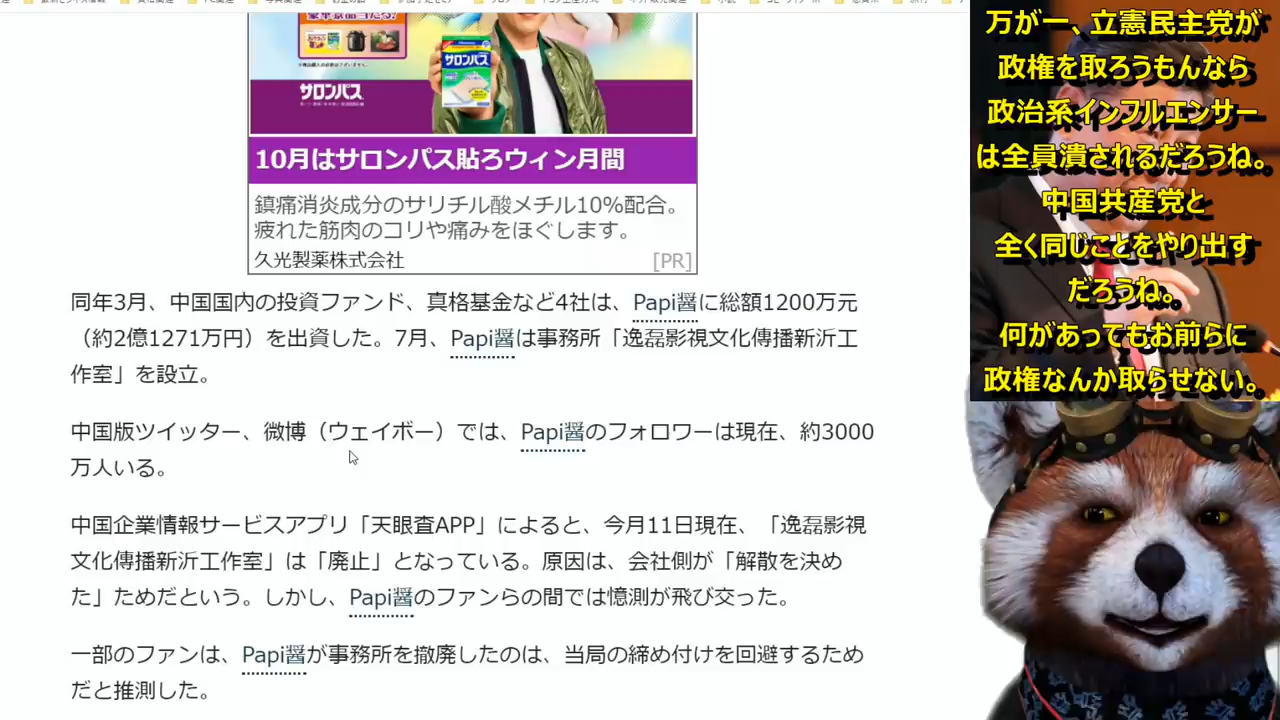 サロンパス
サロンパス
10月はサロンパス貼ろウィン月間
鎮痛消炎成分のサリチル酸メチル10%配合。
疲れた筋肉のコリや痛みをほぐします。
久光製薬株式会社
[PR]
同年3月、中国国内の投資ファンド、真格基金など4社は、Papi醤に総額1200万元
（約2億1271万円）を出資した。7月、Papi醤は事務所「逸磊影視文化傳播新沂工
作室」を設立。
中国版ツイッター、微博（ウェイボー）では、Papi醤のフォロワーは現在、約3000
万人いる。
中国企業情報サービスアプリ「天眼査APP」によると、今月11日現在、「逸磊影視
文化傳播新沂工作室」は「廃止」となっている。原因は、会社側が「解散を決め
た」ためだという。しかし、Papi醤のファンらの間では憶測が飛び交った。
一部のファンは、Papi醤が事務所を撤廃したのは、当局の締め付けを回避するため
だと推測した。
万が一、立憲民主党が
政権を取ろうもんなら
政治系インフルエンサー
は全員潰されるだろうね。
中国共産党と
全く同じことをやり出す
だろうね。
何があってもお前らに
政権なんか取らせない。